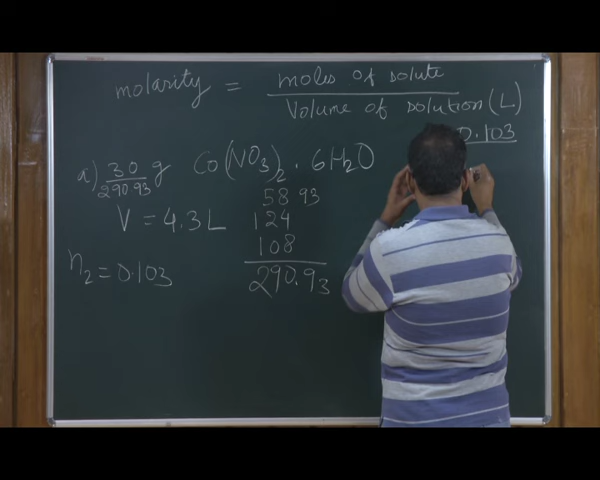 molarity = moles of solute
Volume of solution (L)
0.103
a) 30 g Co(NO3)2 · 6H2O
290.93
58 93
V = 4.3 L 124
108
n2 = 0.103 290.93